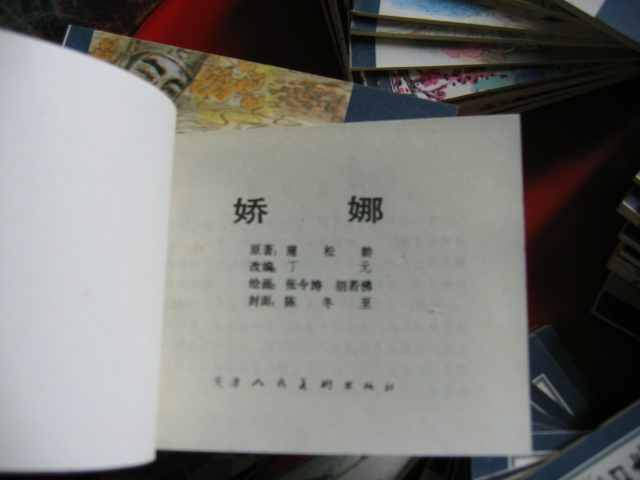 娇 娜
原著：蒲 松 龄
改编：丁 元
绘画：张令涛 胡若佛
封面：陈 冬 至
天津人民美术出版社